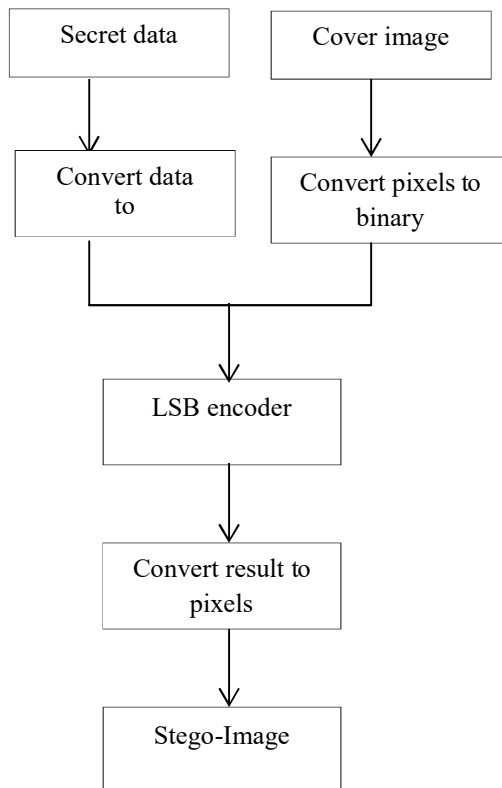 Secret data
Cover image
Convert data
to
Convert pixels to
binary
LSB encoder
Convert result to
pixels
Stego-Image